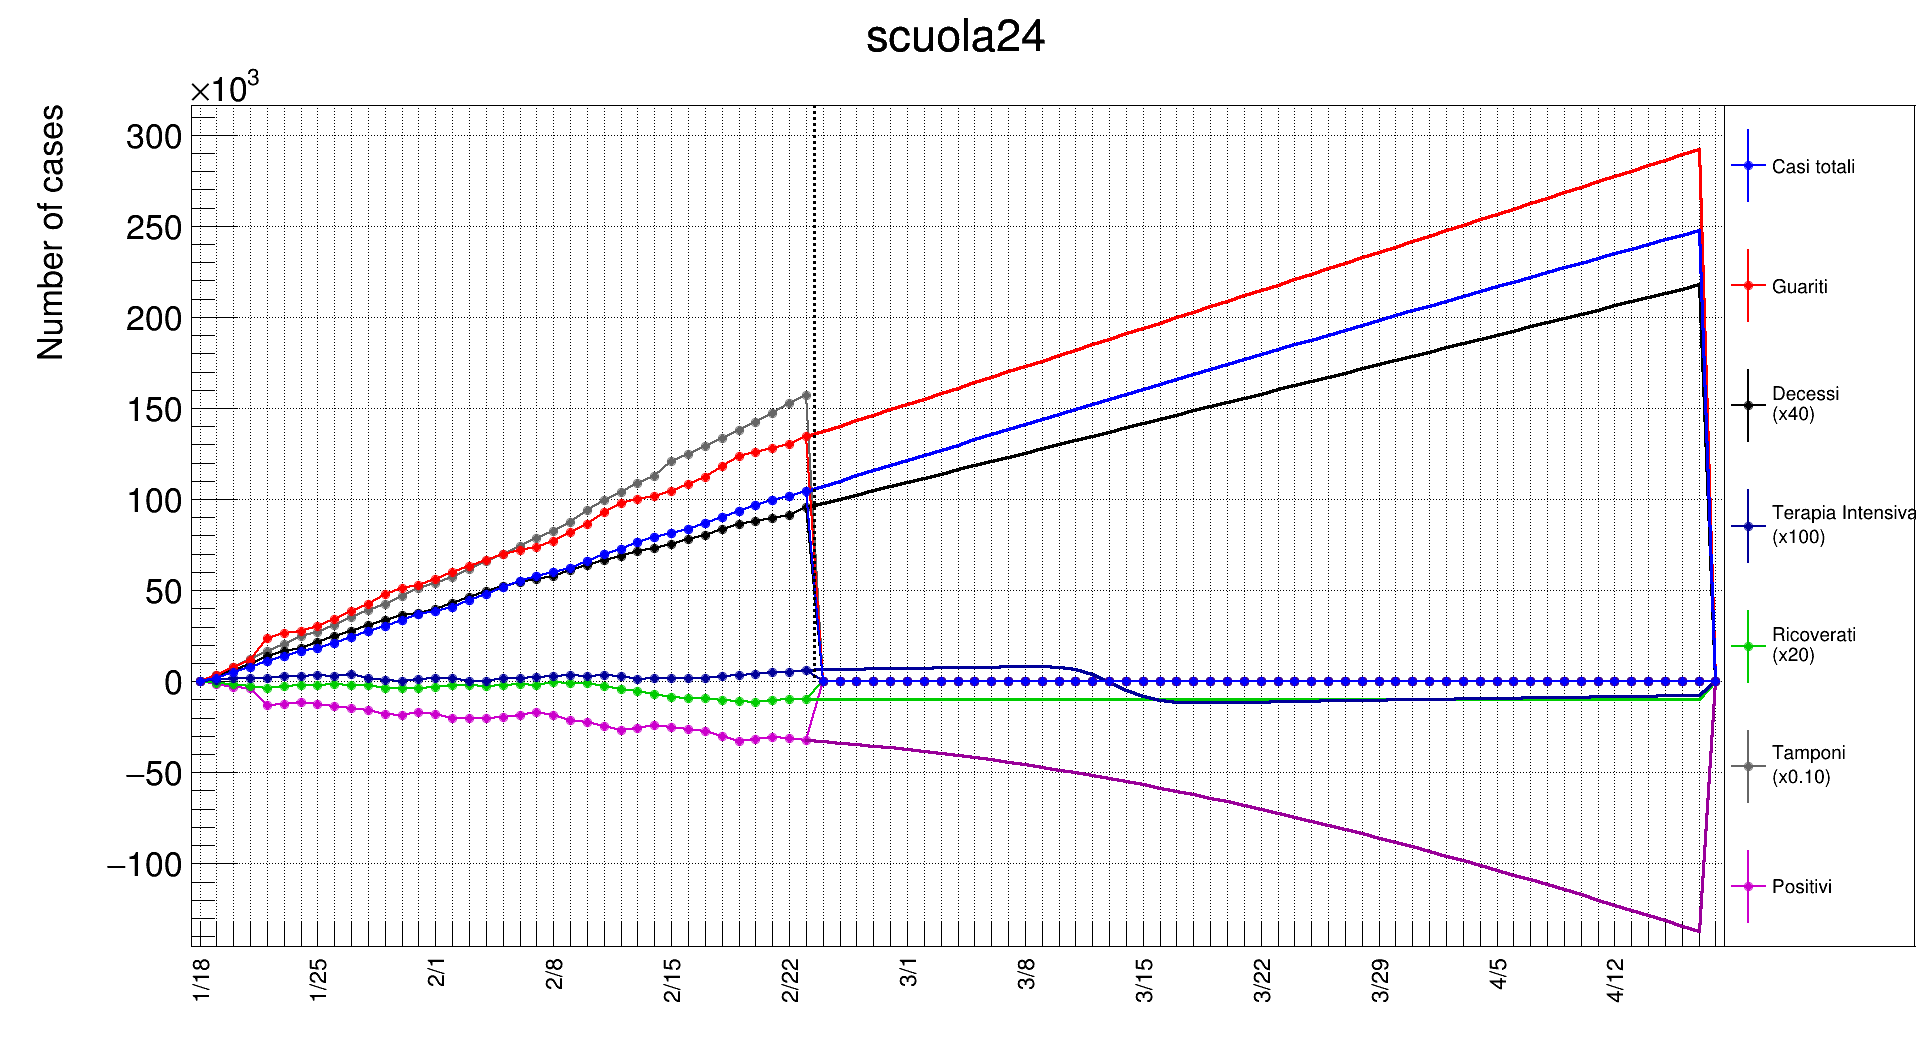 scuola24
×10³
Number of cases
300
250
200
150
100
50
0
−50
−100
1/18
1/25
2/1
2/8
2/15
2/22
3/1
3/8
3/15
3/22
3/29
4/5
4/12
Casi totali
Guariti
Decessi
(x40)
Terapia Intensiva
(x100)
Ricoverati
(x20)
Tamponi
(x0.10)
Positivi